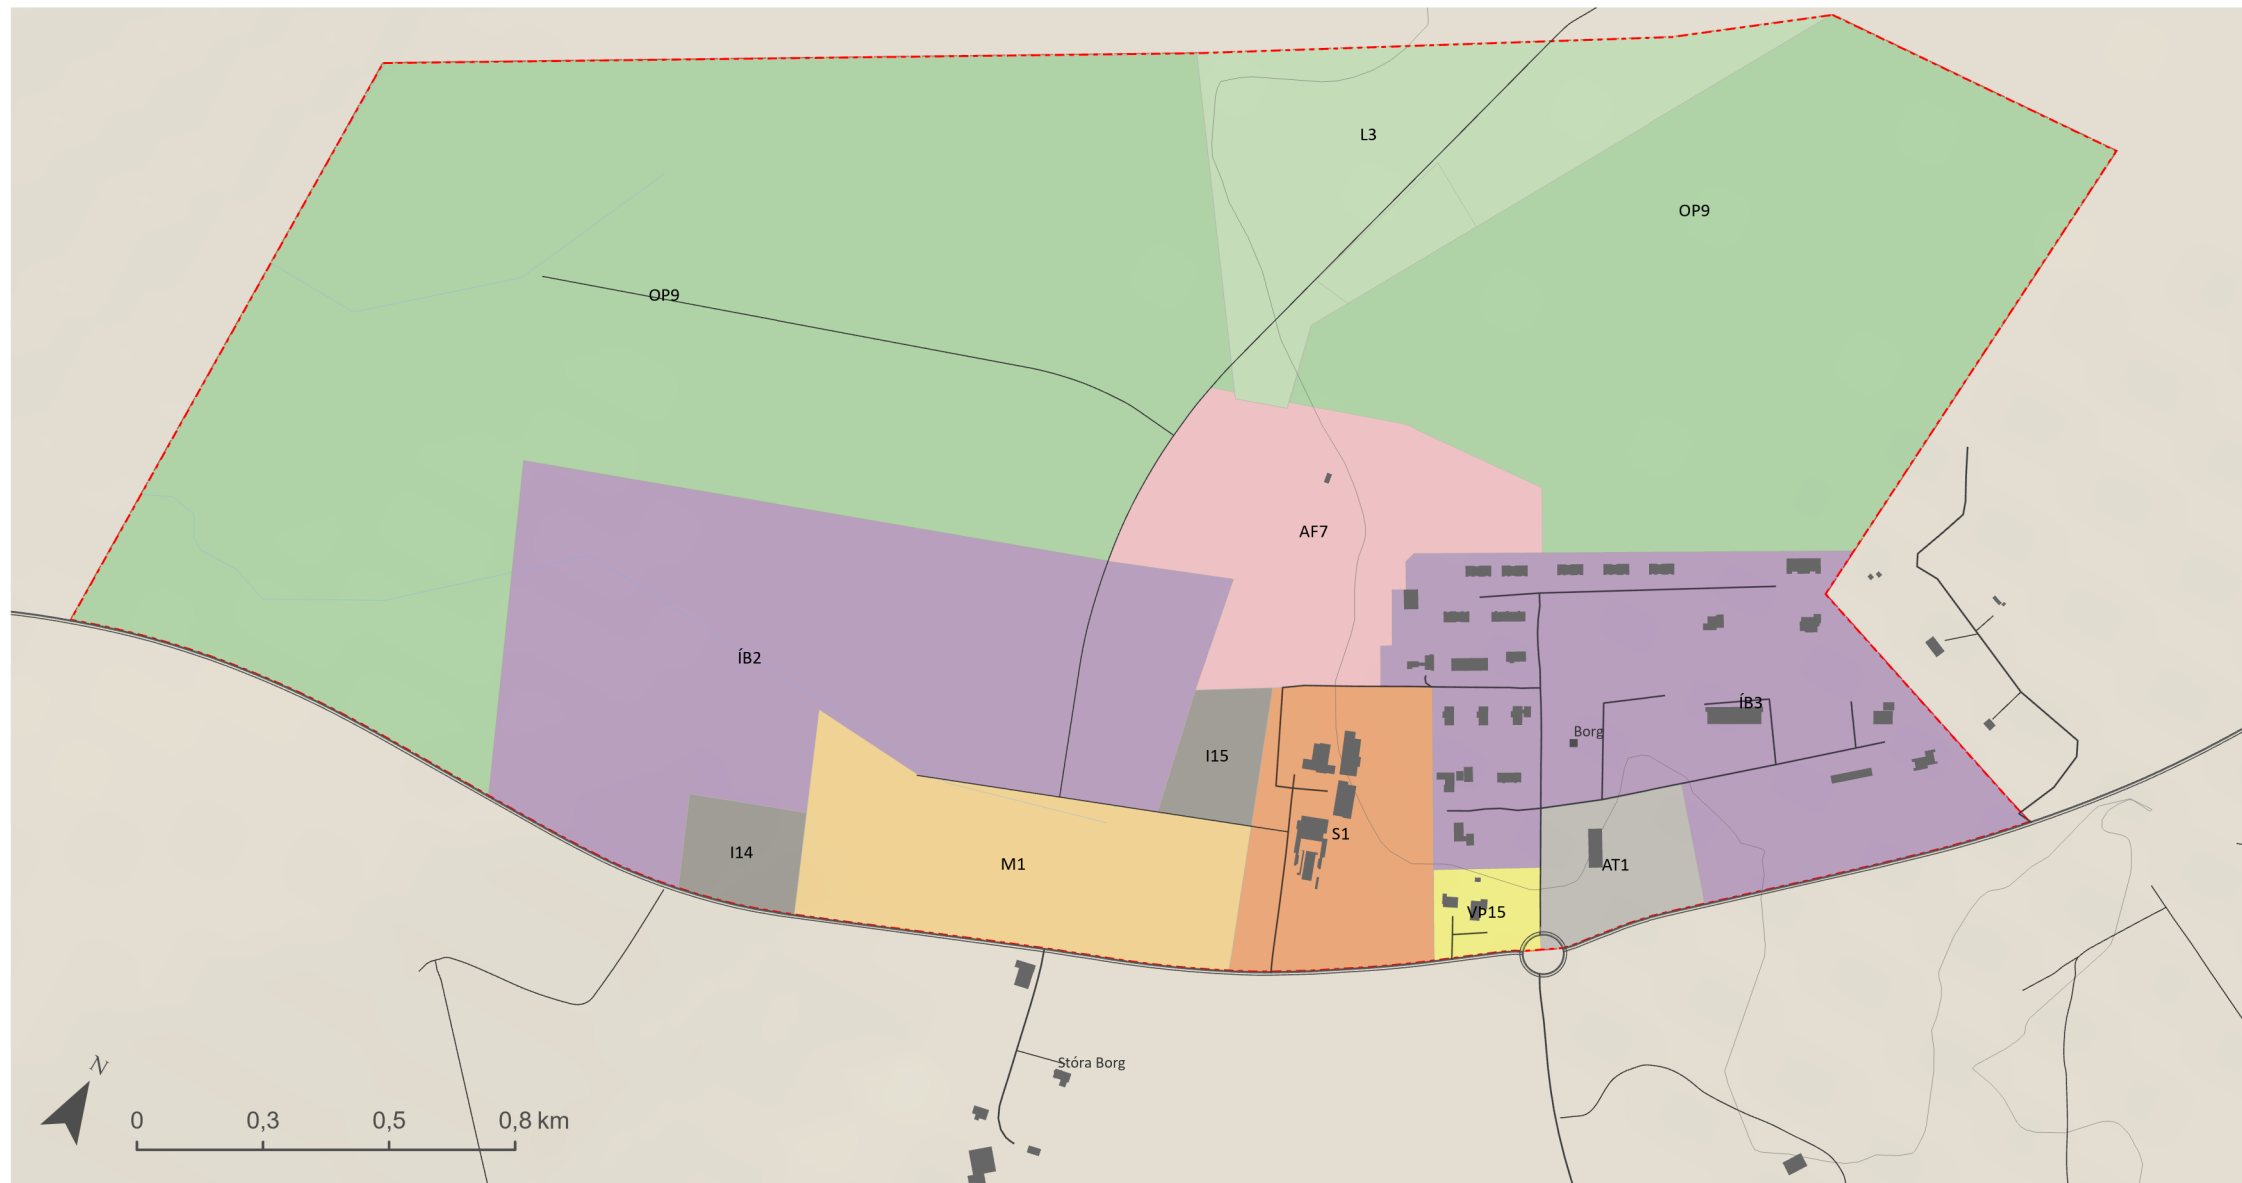 L3
OP9
OP9
AF7
ÍB2
ÍB3
Borg
I15
S1
I14
M1
AT1
VP15
Stóra Borg
N
0 0,3 0,5 0,8 km